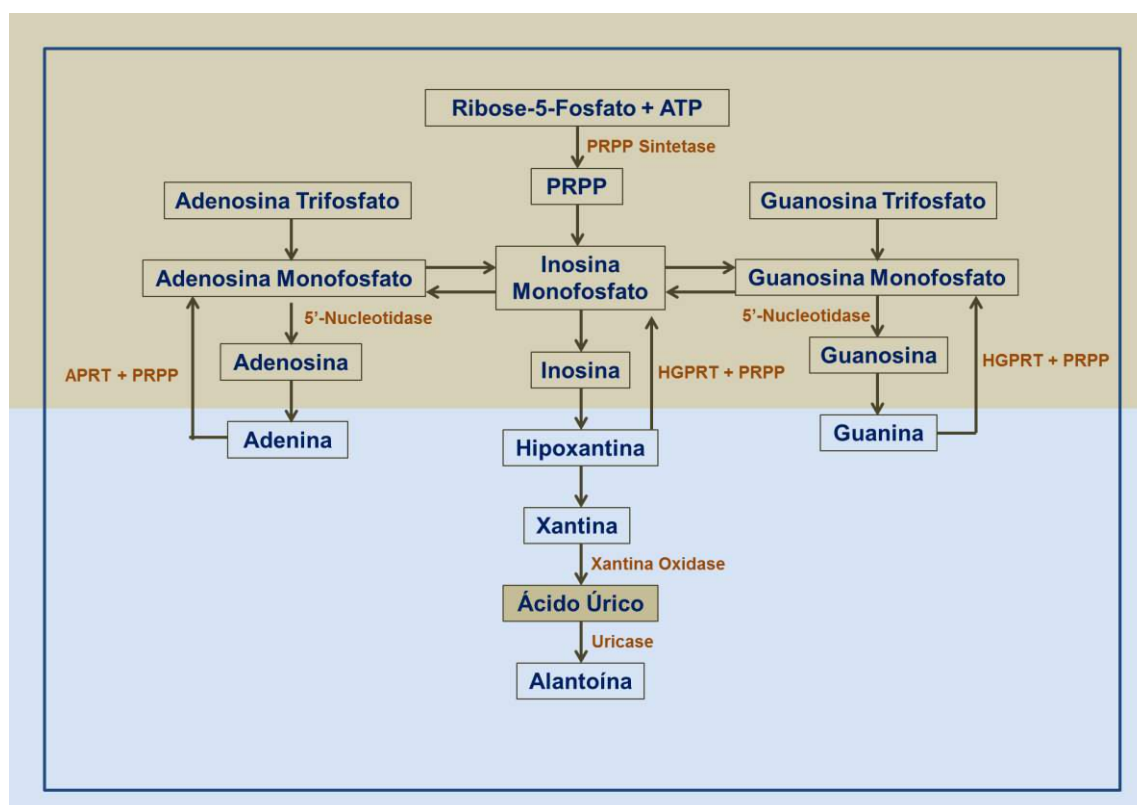 Ribose-5-Fosfato + ATP
PRPP Sintetase
PRPP
Adenosina Trifosfato
Guanosina Trifosfato
Adenosina Monofosfato
Inosina
Monofosfato
Guanosina Monofosfato
5'-Nucleotidase
5'-Nucleotidase
Adenosina
Inosina
Guanosina
APRT + PRPP
HGPRT + PRPP
HGPRT + PRPP
Adenina
Hipoxantina
Guanina
Xantina
Xantina Oxidase
Ácido Úrico
Uricase
Alantoína